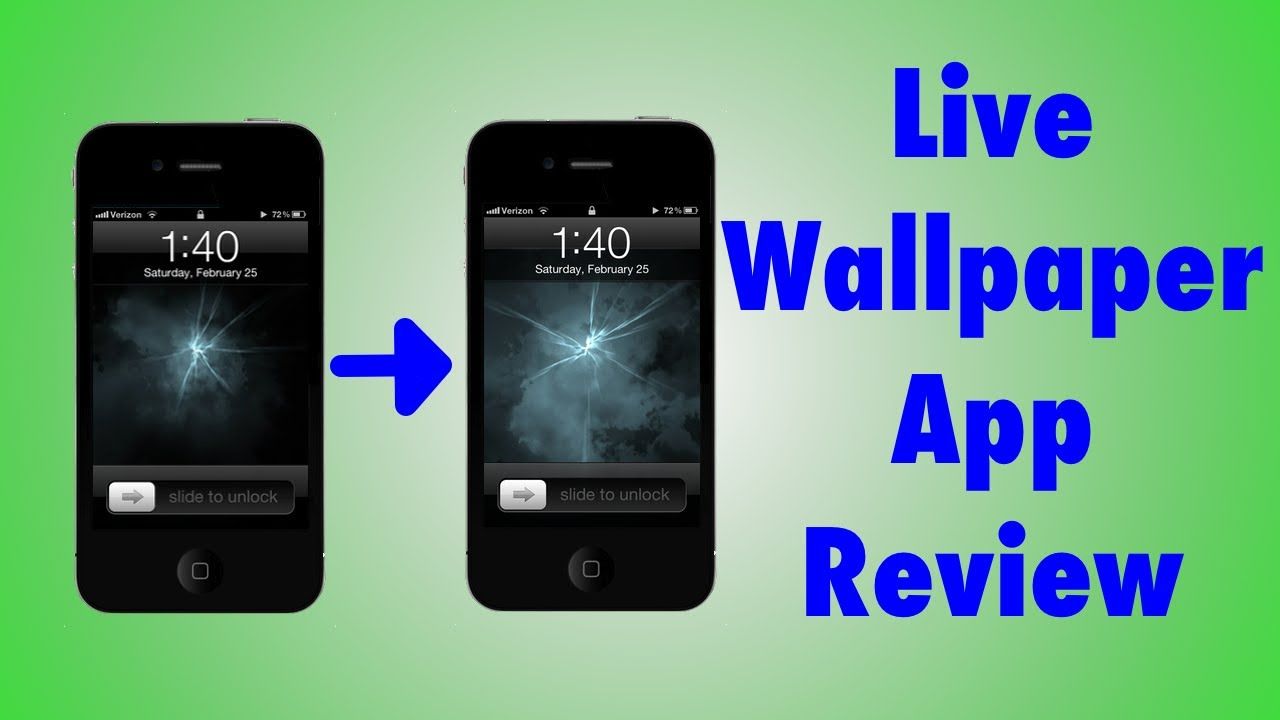 Verizon 72%
1:40
Saturday, February 25
slide to unlock
Verizon 72%
1:40
Saturday, February 25
slide to unlock
Live
Wallpaper
App
Review